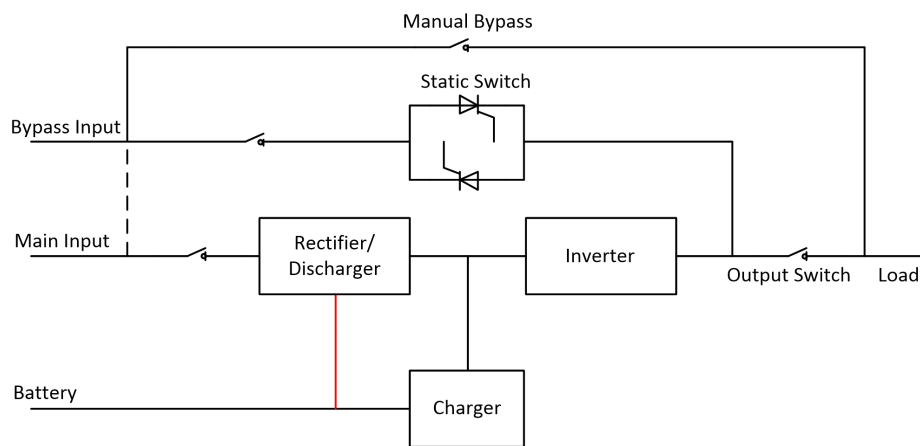 Manual Bypass
Static Switch
Bypass Input
Main Input
Rectifier/
Discharger
Inverter
Output Switch
Load
Battery
Charger